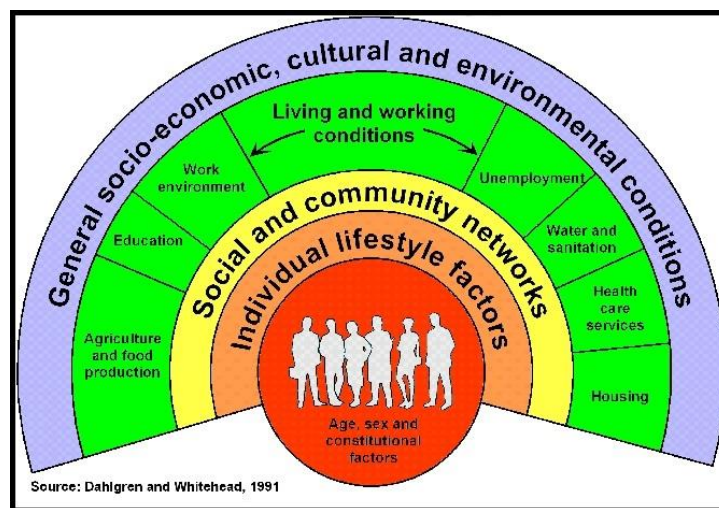 General socio-economic, cultural and environmental conditions
Living and working
conditions
Work
environment
Unemployment
Education
Water and
sanitation
Agriculture
and food
production
Health
care
services
Housing
Social and community networks
Individual lifestyle factors
Age, sex and
constitutional
factors
Source: Dahlgren and Whitehead, 1991